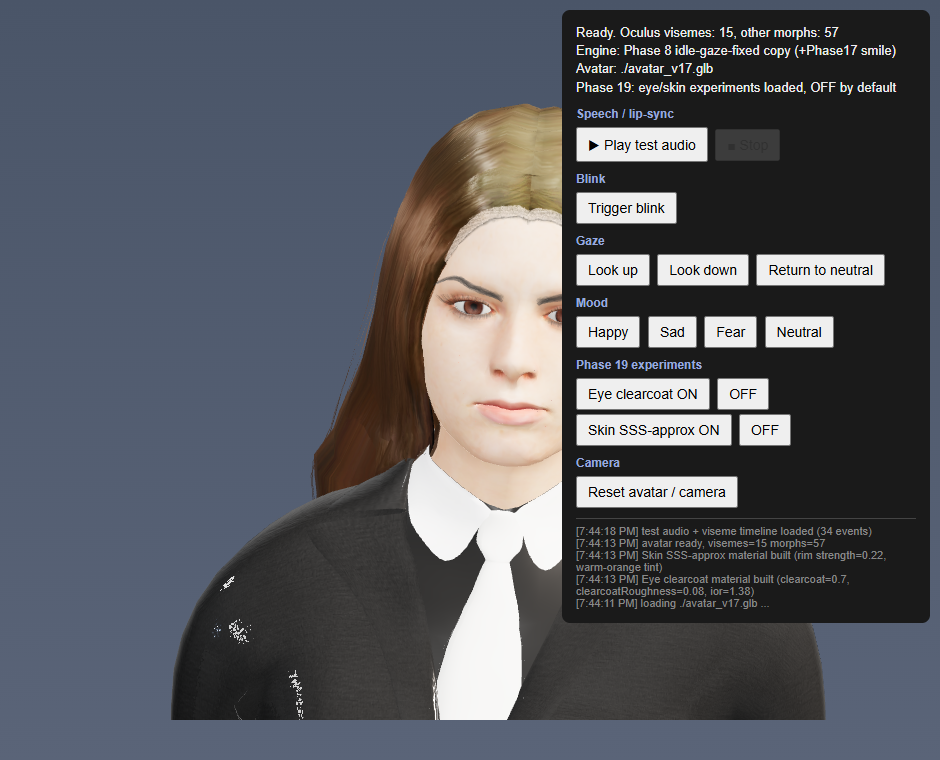 Ready. Oculus visemes: 15, other morphs: 57
Engine: Phase 8 idle-gaze-fixed copy (+Phase17 smile)
Avatar: ./avatar_v17.glb
Phase 19: eye/skin experiments loaded, OFF by default
Speech / lip-sync
▶ Play test audio ■ Stop
Blink
Trigger blink
Gaze
Look up Look down Return to neutral
Mood
Happy Sad Fear Neutral
Phase 19 experiments
Eye clearcoat ON OFF
Skin SSS-approx ON OFF
Camera
Reset avatar / camera
[7:44:18 PM] test audio + viseme timeline loaded (34 events)
[7:44:13 PM] avatar ready, visemes=15 morphs=57
[7:44:13 PM] Skin SSS-approx material built (rim strength=0.22,
warm-orange tint)
[7:44:13 PM] Eye clearcoat material built (clearcoat=0.7,
clearcoatRoughness=0.08, ior=1.38)
[7:44:11 PM] loading ./avatar_v17.glb ...